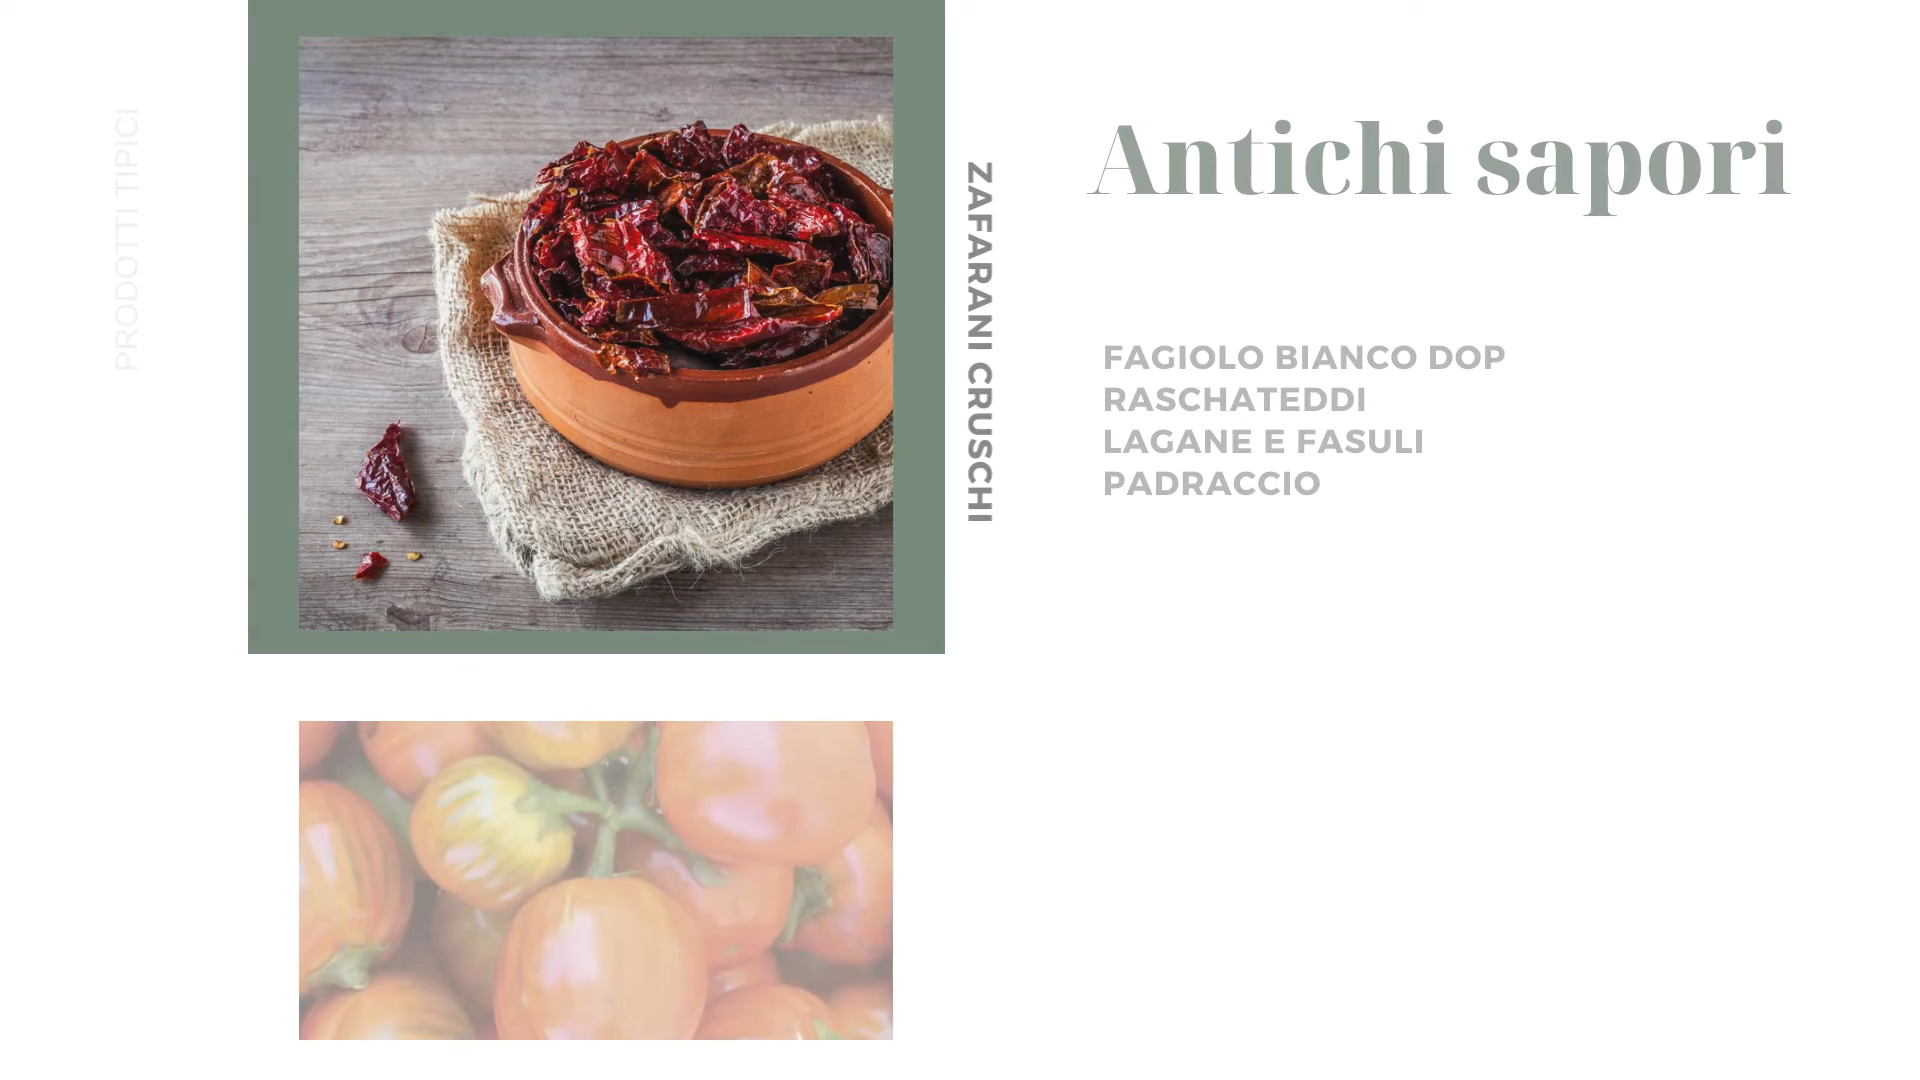 PRODOTTI TIPICI
ZAFARANI CRUSCHI
Antichi sapori
FAGIOLO BIANCO DOP
RASCHATEDDI
LAGANE E FASULI
PADRACCIO